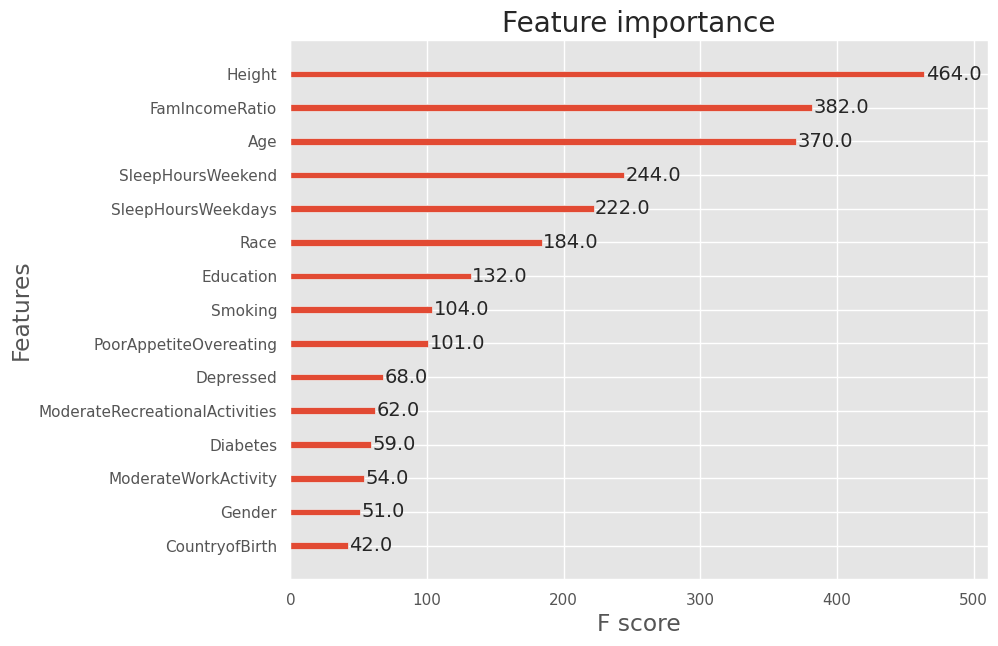 Feature importance
Features
Height 464.0
FamIncomeRatio 382.0
Age 370.0
SleepHoursWeekend 244.0
SleepHoursWeekdays 222.0
Race 184.0
Education 132.0
Smoking 104.0
PoorAppetiteOvereating 101.0
Depressed 68.0
ModerateRecreationalActivities 62.0
Diabetes 59.0
ModerateWorkActivity 54.0
Gender 51.0
CountryofBirth 42.0
0 100 200 300 400 500
F score